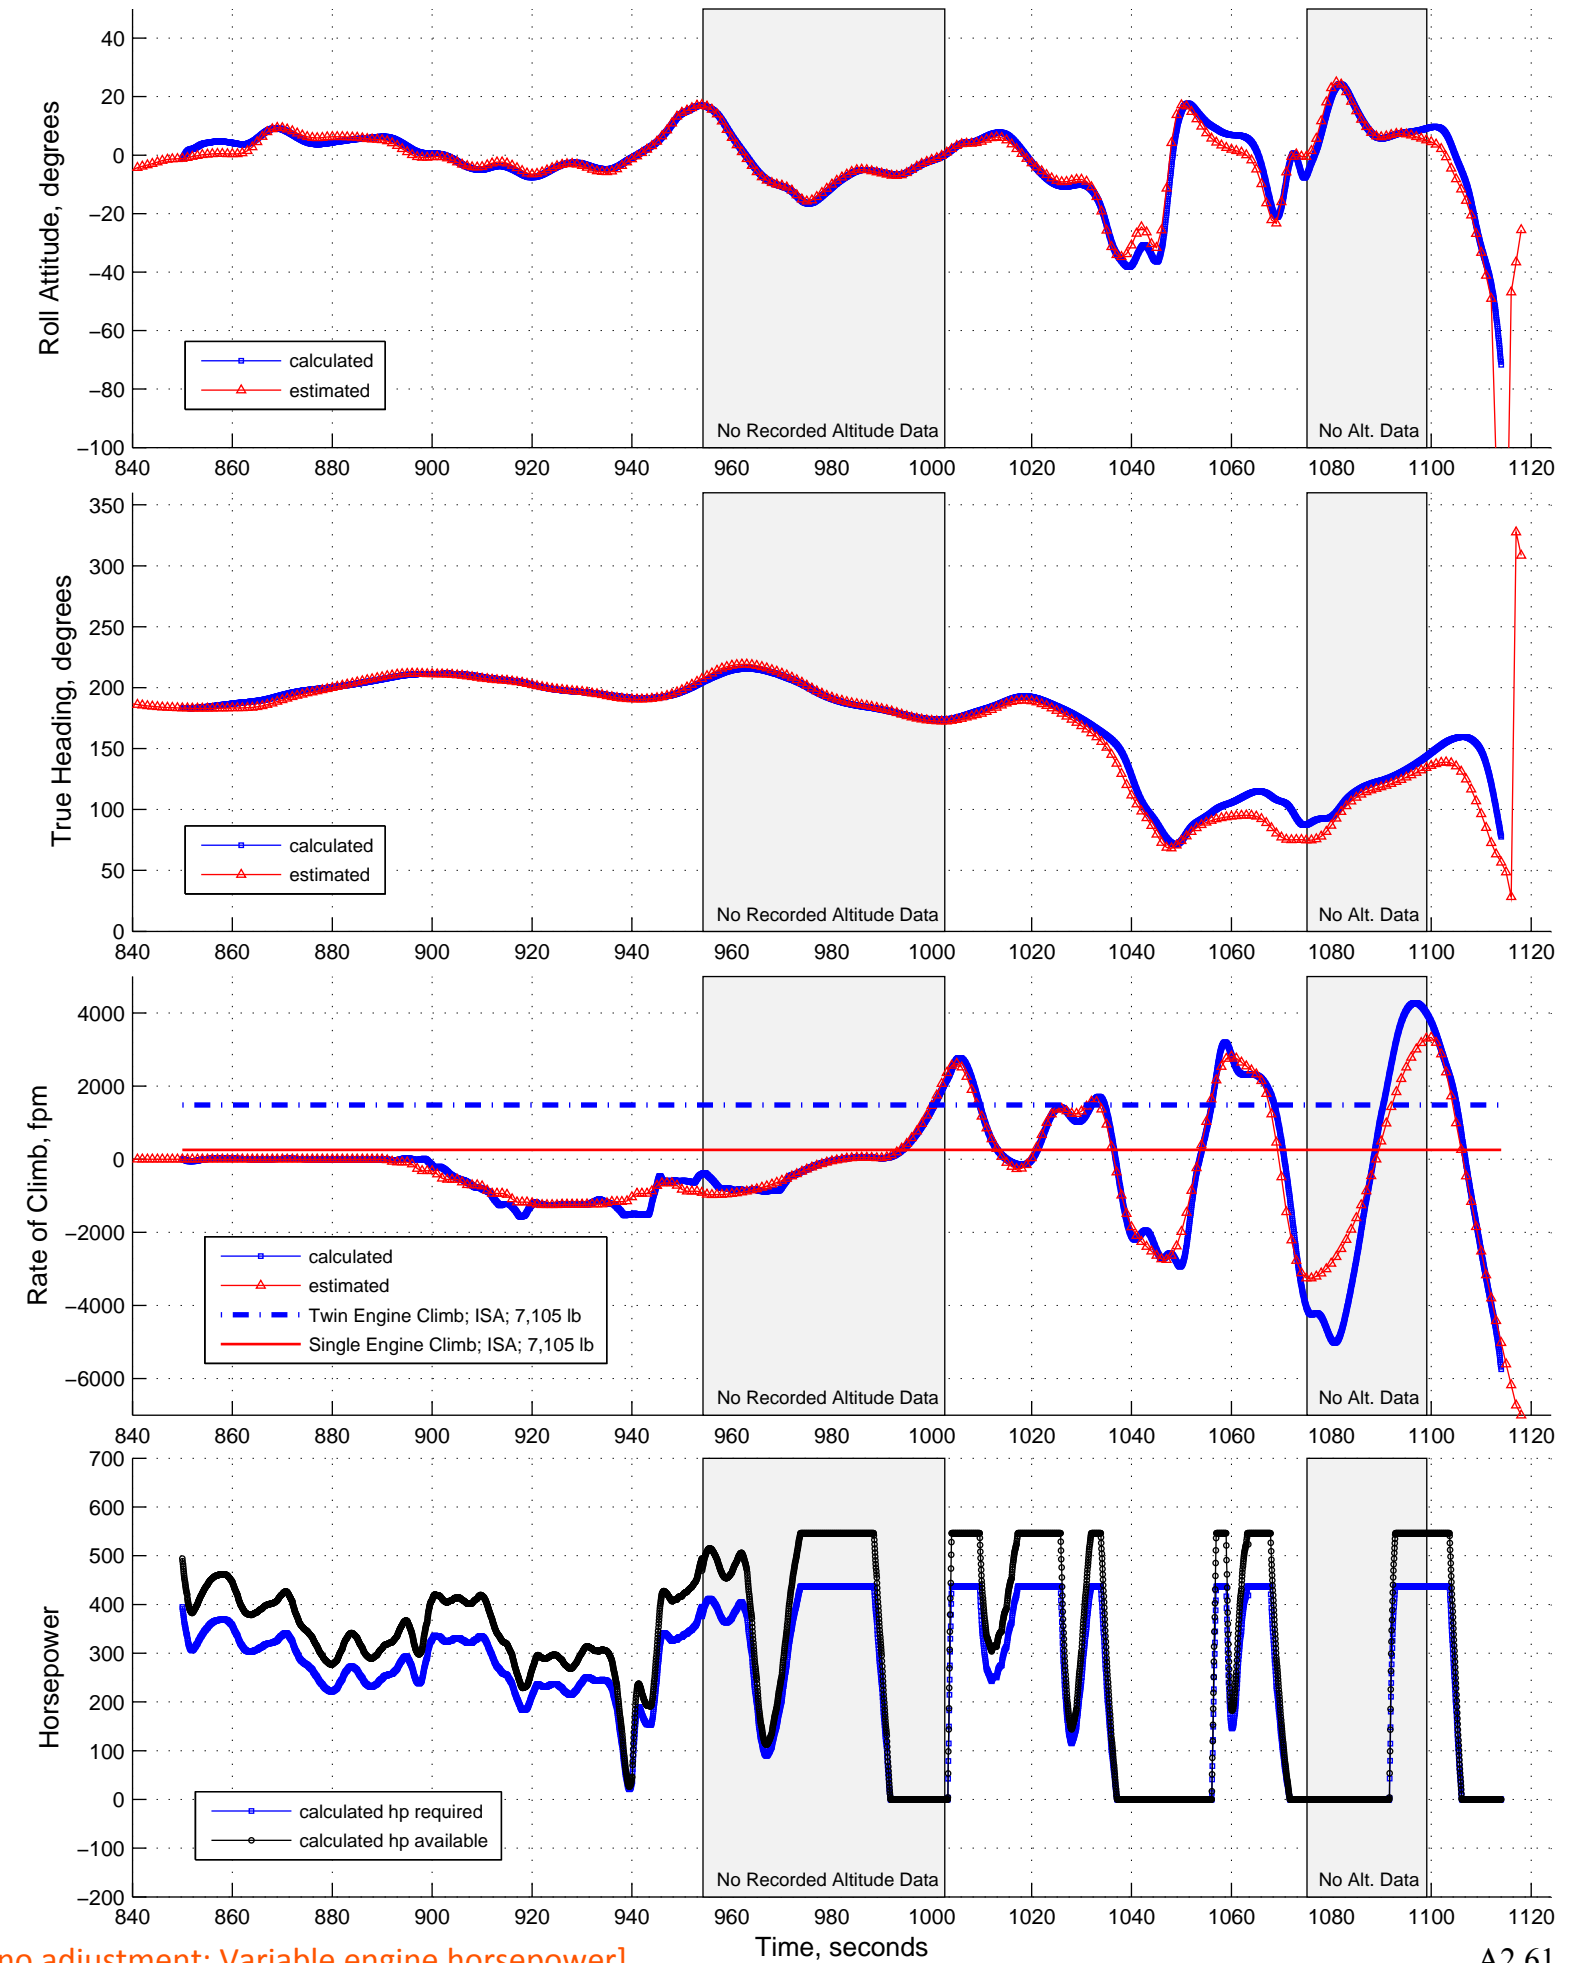 Roll Attitude, degrees
40
20
0
−20
−40
−60
−80
−100
calculated
estimated
No Recorded Altitude Data
No Alt. Data
840 860 880 900 920 940 960 980 1000 1020 1040 1060 1080 1100 1120
True Heading, degrees
350
300
250
200
150
100
50
0
calculated
estimated
No Recorded Altitude Data
No Alt. Data
840 860 880 900 920 940 960 980 1000 1020 1040 1060 1080 1100 1120
Rate of Climb, fpm
4000
2000
0
−2000
−4000
−6000
calculated
estimated
Twin Engine Climb; ISA; 7,105 lb
Single Engine Climb; ISA; 7,105 lb
No Recorded Altitude Data
No Alt. Data
840 860 880 900 920 940 960 980 1000 1020 1040 1060 1080 1100 1120
Horsepower
700
600
500
400
300
200
100
0
−100
−200
calculated hp required
calculated hp available
No Recorded Altitude Data
No Alt. Data
840 860 880 900 920 940 960 980 1000 1020 1040 1060 1080 1100 1120
Time, seconds
no adjustment; Variable engine horsepower]
A2.61